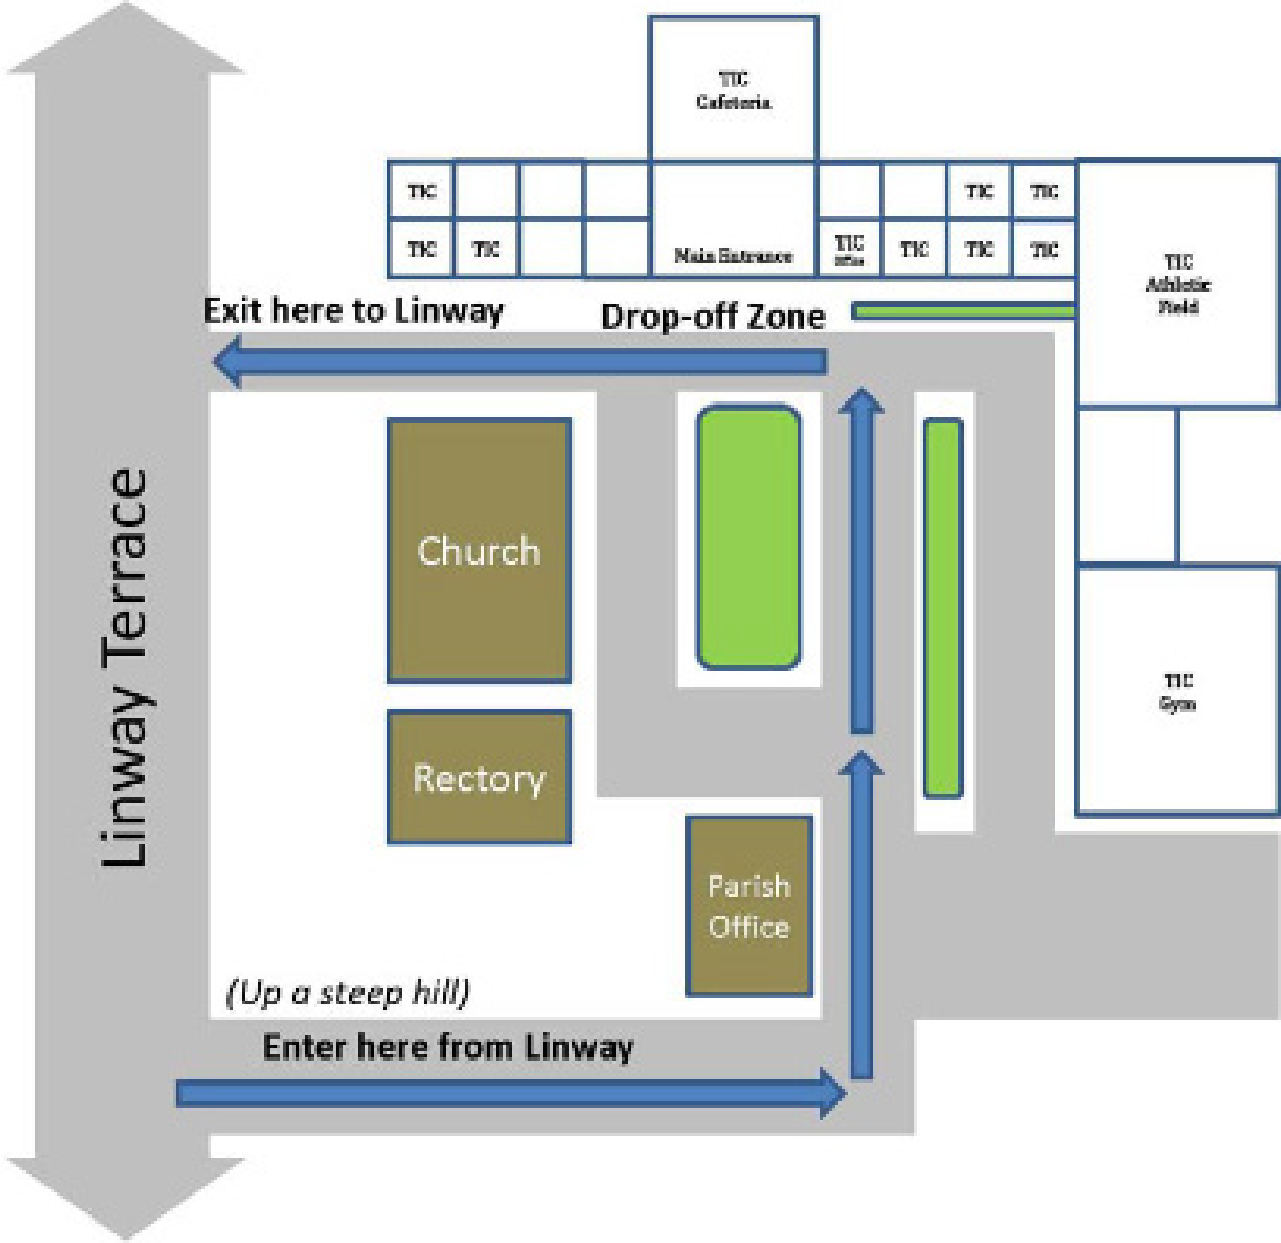 TIC
Cafeteria
TIC
TIC
TIC
TIC
TIC
Main Entrance
TIC
Office
TIC
TIC
TIC
TIC
Athletic
Field
Exit here to Linway
Drop-off Zone
Linway Terrace
Church
Rectory
TIC
Gym
Parish
Office
(Up a steep hill)
Enter here from Linway